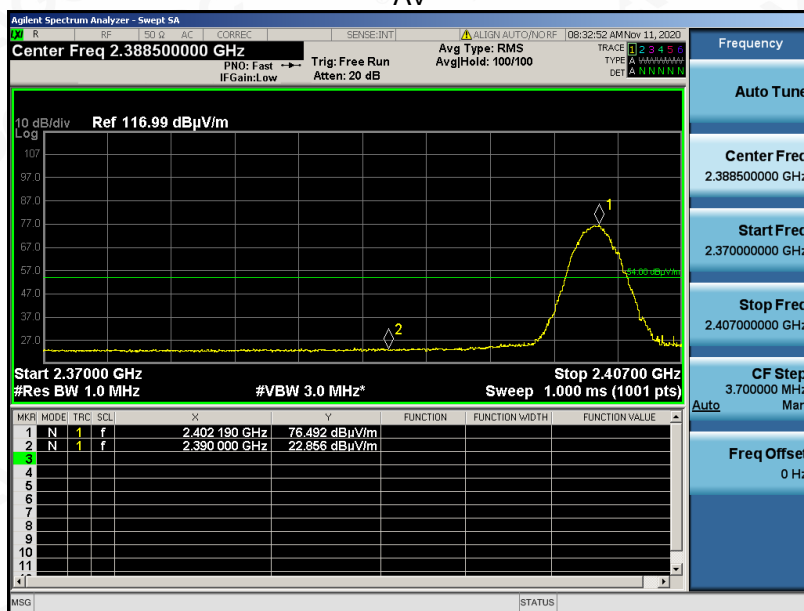 AV
Agilent Spectrum Analyzer - Swept SA
LXI R RF 50 Ω AC CORREC SENSE:INT ALIGN AUTO/NO RF 08:32:52 AM Nov 11, 2020
Center Freq 2.388500000 GHz
PNO: Fast
IFGain:Low
Trig: Free Run
Atten: 20 dB
Avg Type: RMS
Avg|Hold: 100/100
TRACE 1 2 3 4 5 6
TYPE A WWWWW
DET A N N N N N
10 dB/div Ref 116.99 dBµV/m
Log
107
97.0
87.0
77.0
67.0
57.0
47.0
37.0
27.0
1
2
54.00 dBµV/m
Start 2.37000 GHz Stop 2.40700 GHz
#Res BW 1.0 MHz #VBW 3.0 MHz* Sweep 1.000 ms (1001 pts)
MKR MODE TRC SCL X Y FUNCTION FUNCTION WIDTH FUNCTION VALUE
1 N 1 f 2.402 190 GHz 76.492 dBµV/m
2 N 1 f 2.390 000 GHz 22.856 dBµV/m
3
4
5
6
7
8
9
10
11
MSG STATUS
Frequency
Auto Tune
Center Freq
2.388500000 GHz
Start Freq
2.370000000 GHz
Stop Freq
2.407000000 GHz
CF Step
3.700000 MHz
Auto Man
Freq Offset
0 Hz